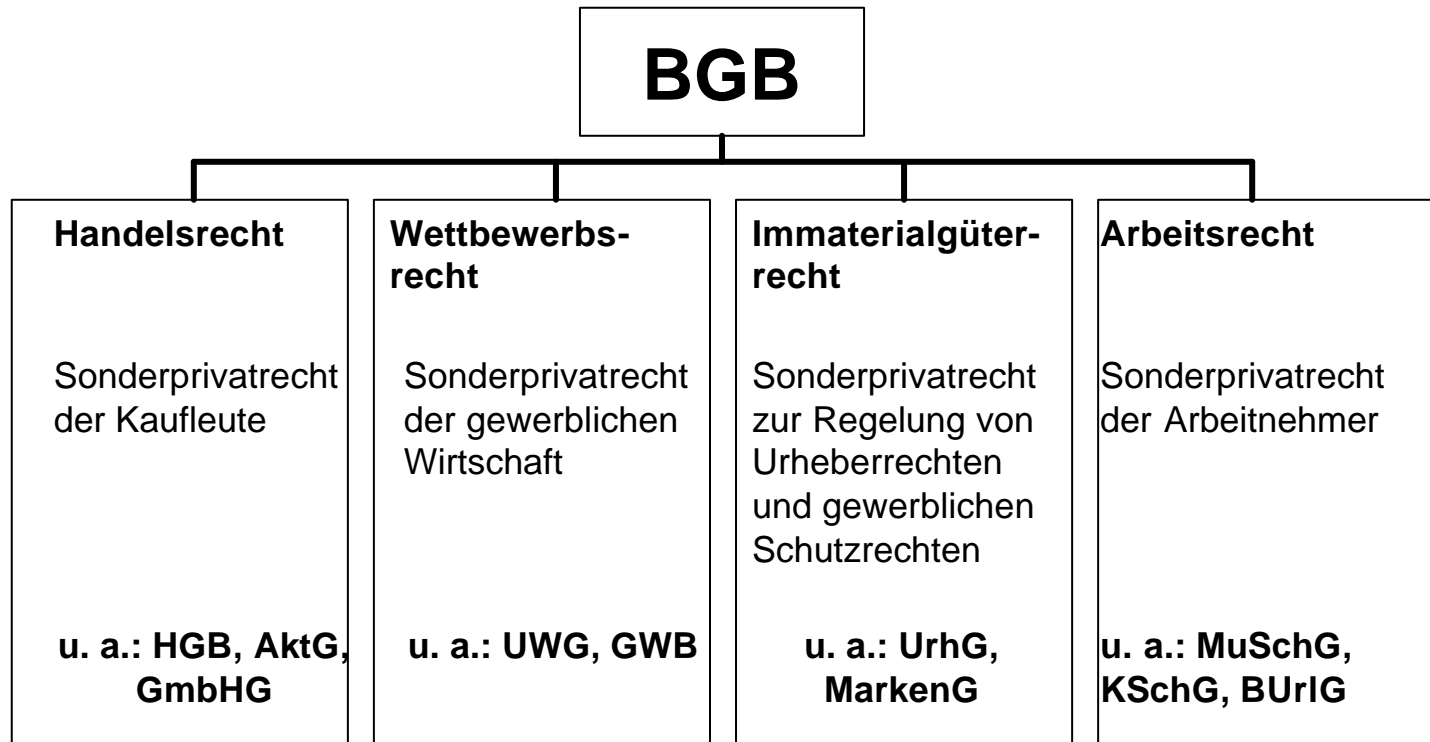 BGB
Handelsrecht
Sonderprivatrecht
der Kaufleute
u. a.: HGB, AktG,
GmbHG
Wettbewerbs-
recht
Sonderprivatrecht
der gewerblichen
Wirtschaft
u. a.: UWG, GWB
Immaterialgüter-
recht
Sonderprivatrecht
zur Regelung von
Urheberrechten
und gewerblichen
Schutzrechten
u. a.: UrhG,
MarkenG
Arbeitsrecht
Sonderprivatrecht
der Arbeitnehmer
u. a.: MuSchG,
KSchG, BUrlG